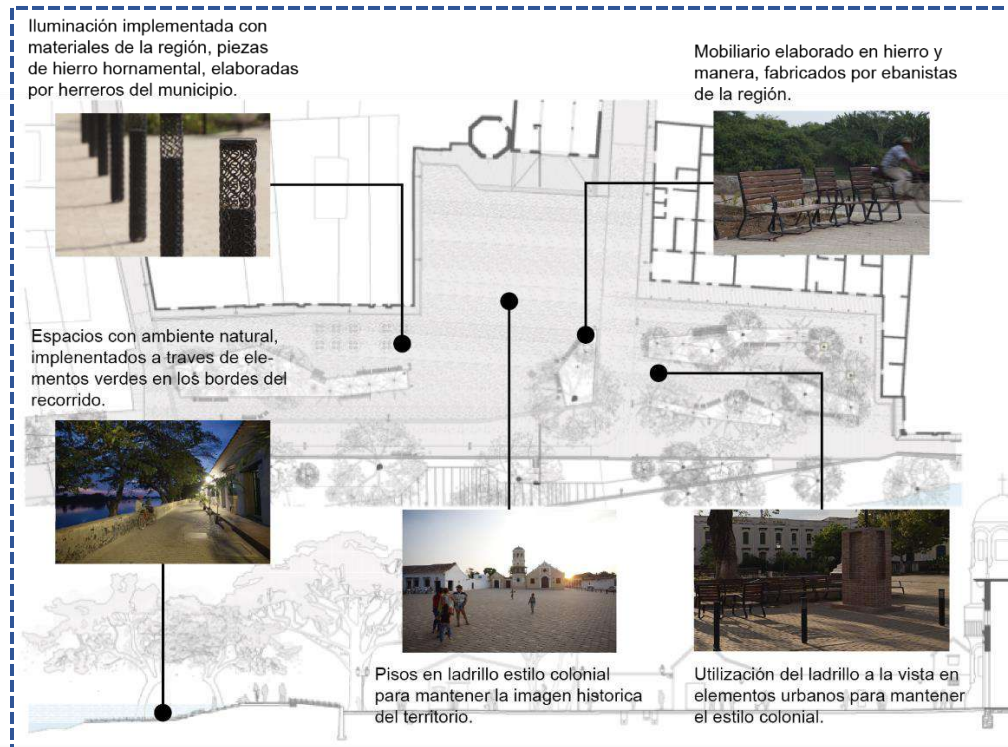 Iluminación implementada con
materiales de la región, piezas
de hierro hornamental, elaboradas
por herreros del municipio.
Mobiliario elaborado en hierro y
manera, fabricados por ebanistas
de la región.
Espacios con ambiente natural,
implenentados a traves de ele-
mentos verdes en los bordes del
recorrido.
Pisos en ladrillo estilo colonial
para mantener la imagen historica
del territorio.
Utilización del ladrillo a la vista en
elementos urbanos para mantener
el estilo colonial.